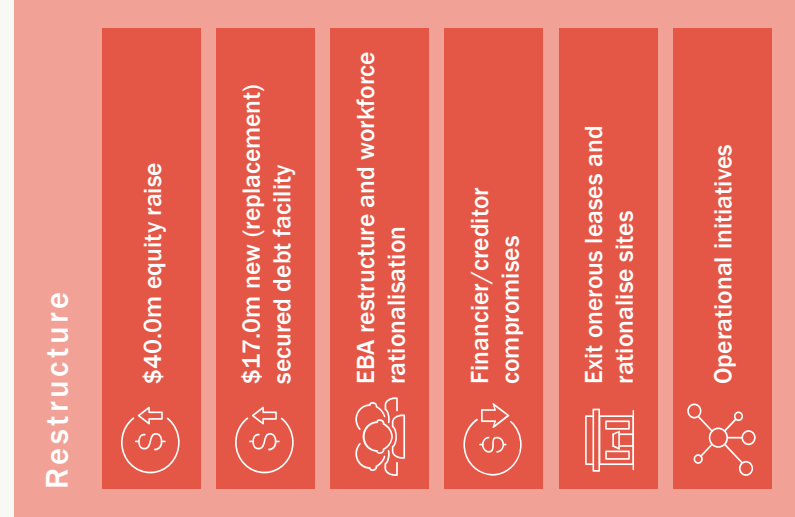 Restructure
$40.0m equity raise
$17.0m new (replacement)
secured debt facility
EBA restructure and workforce
rationalisation
Financier/creditor
compromises
Exit onerous leases and
rationalise sites
Operational initiatives